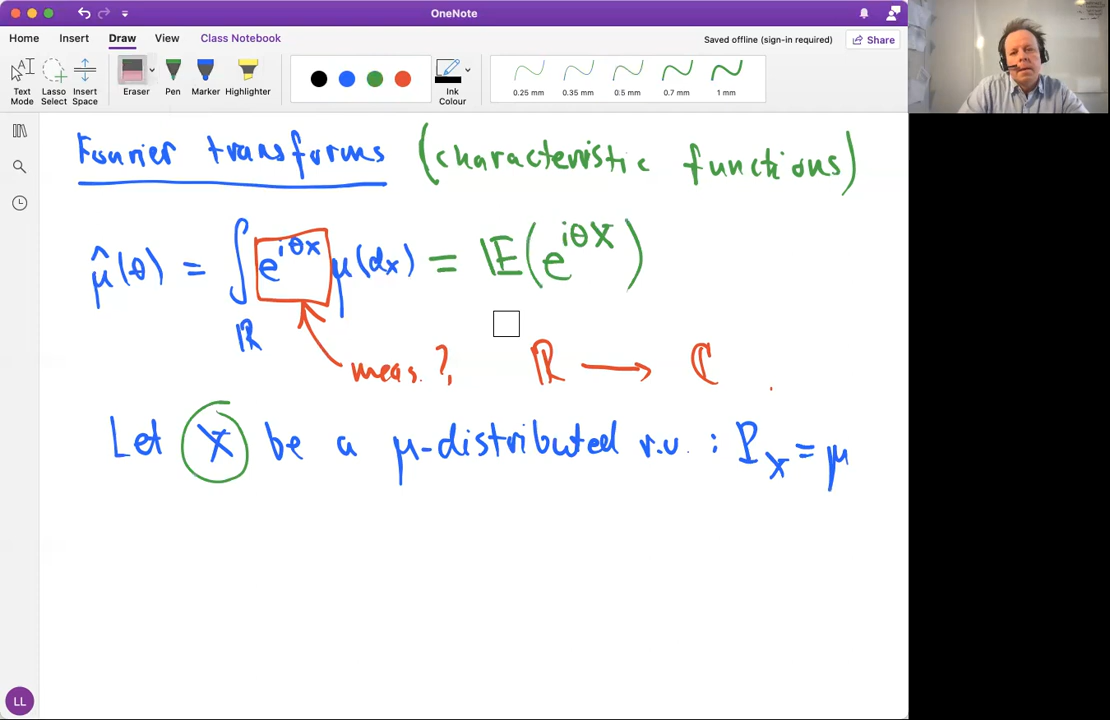 OneNote
Home Insert Draw View Class Notebook
Saved offline (sign-in required) Share
Text Mode Lasso Select Insert Space Eraser Pen Marker Highlighter Ink Colour 0.25 mm 0.35 mm 0.5 mm 0.7 mm 1 mm
Fourier transforms (characteristic functions)
μ̂(θ) = ∫_ℝ e^{iθx} μ(dx) = 𝔼(e^{iθX})
meas. ? ℝ ⟶ ℂ
Let X be a μ-distributed r.v. : ℙ_X = μ
LL